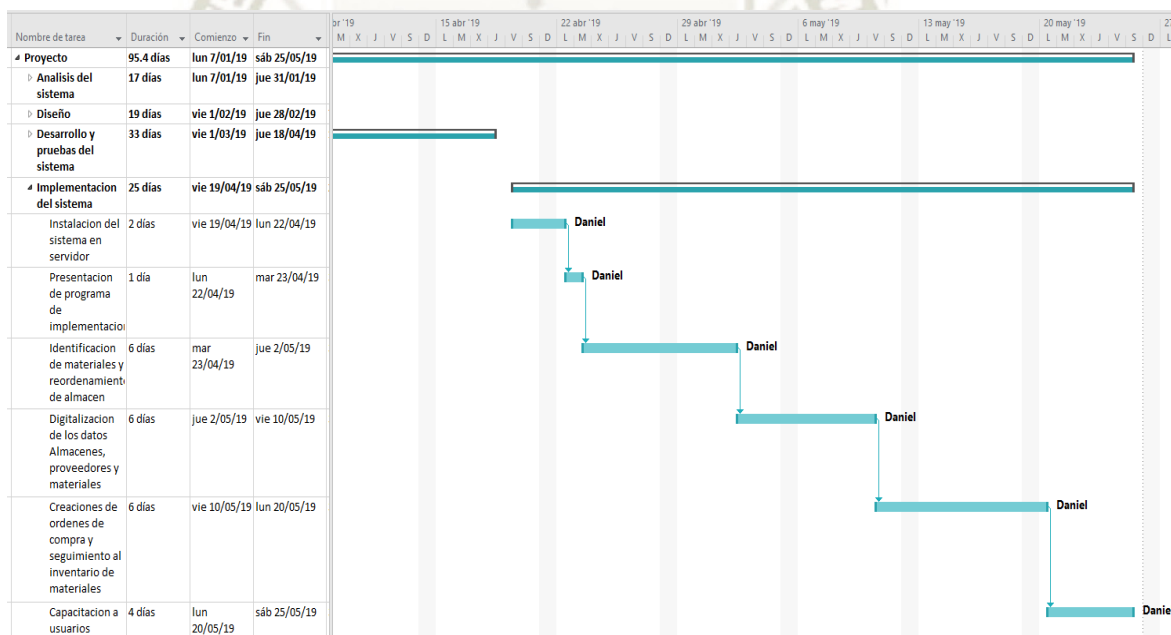 br '19 15 abr '19 22 abr '19 29 abr '19 6 may '19 13 may '19 20 may '19 27
Nombre de tarea Duración Comienzo Fin M X J V S D L M X J V S D L M X J V S D L M X J V S D L M X J V S D L M X J V S D L M X J V S D L
Proyecto 95.4 días lun 7/01/19 sáb 25/05/19
Analisis del 17 días lun 7/01/19 jue 31/01/19
sistema
Diseño 19 días vie 1/02/19 jue 28/02/19
Desarrollo y 33 días vie 1/03/19 jue 18/04/19
pruebas del
sistema
Implementacion 25 días vie 19/04/19 sáb 25/05/19
del sistema
Instalacion del 2 días vie 19/04/19 lun 22/04/19 Daniel
sistema en
servidor
Presentacion 1 día lun mar 23/04/19 Daniel
de programa 22/04/19
de
implementacion
Identificacion 6 días mar jue 2/05/19 Daniel
de materiales y 23/04/19
reordenamiento
de almacen
Digitalizacion 6 días jue 2/05/19 vie 10/05/19 Daniel
de los datos
Almacenes,
proveedores y
materiales
Creaciones de 6 días vie 10/05/19 lun 20/05/19 Daniel
ordenes de
compra y
seguimiento al
inventario de
materiales
Capacitacion a 4 días lun sáb 25/05/19 Danie
usuarios 20/05/19